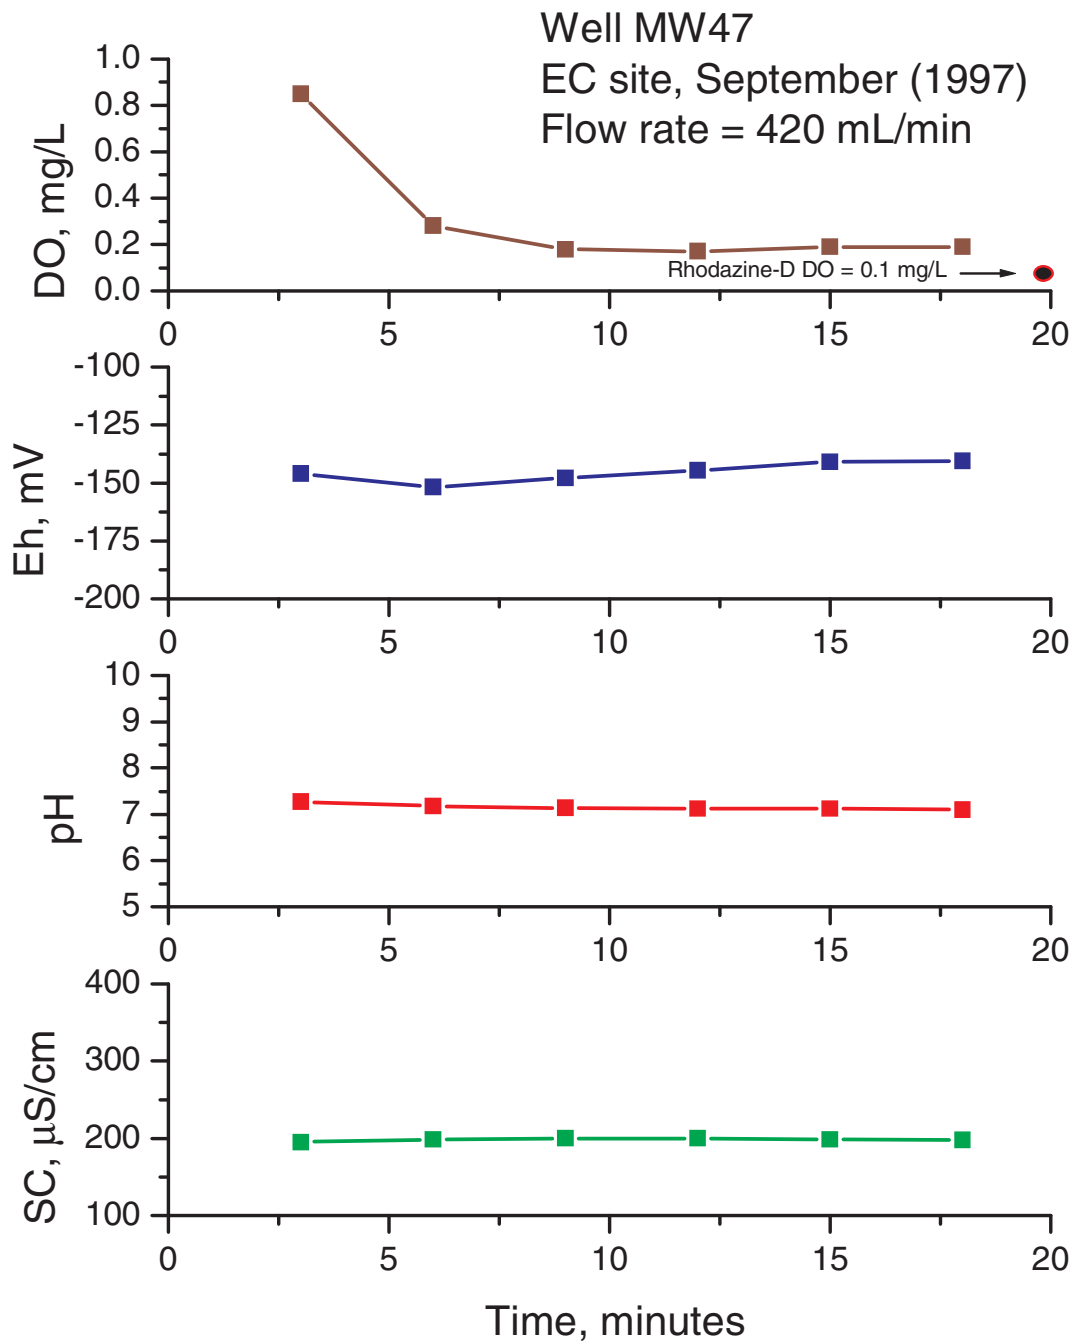 Well MW47
EC site, September (1997)
Flow rate = 420 mL/min
DO, mg/L
1.0
0.8
0.6
0.4
0.2
0.0
Rhodazine-D DO = 0.1 mg/L
0 5 10 15 20
Eh, mV
-100
-125
-150
-175
-200
0 5 10 15 20
pH
10
9
8
7
6
5
0 5 10 15 20
SC, μS/cm
400
300
200
100
0 5 10 15 20
Time, minutes